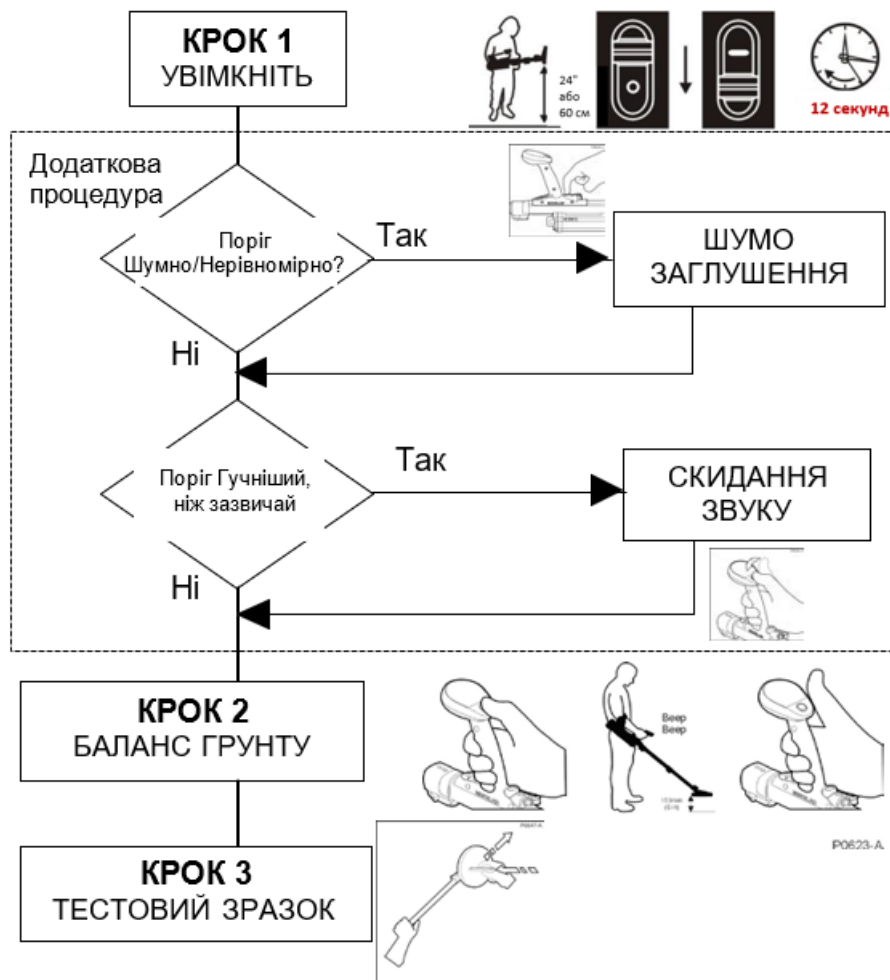 КРОК 1
УВІМКНІТЬ
24"
або
60 см
12 секунд
Додаткова
процедура
Поріг
Шумно/Нерівномірно?
Так
ШУМО
ЗАГЛУШЕННЯ
Ні
Поріг Гучніший,
ніж зазвичай
Так
СКИДАННЯ
ЗВУКУ
Ні
КРОК 2
БАЛАНС ГРУНТУ
Beep
Beep
P0623-A
КРОК 3
ТЕСТОВИЙ ЗРАЗОК